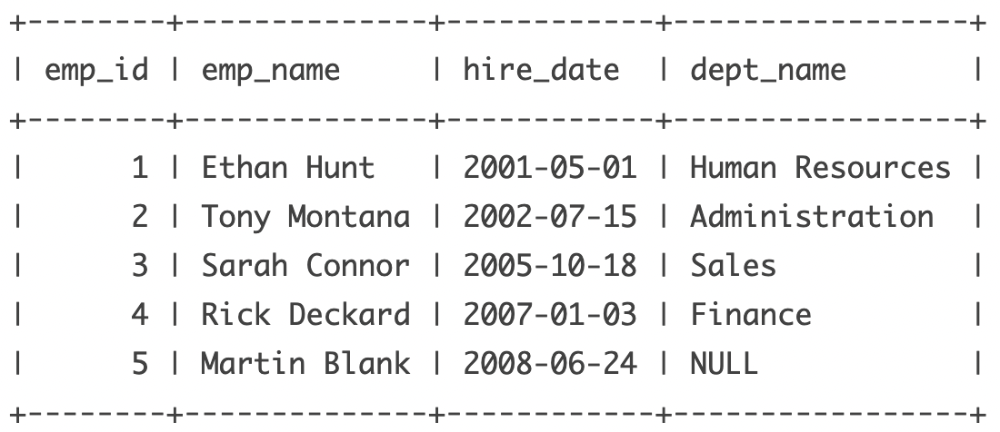 +--------+--------------+------------+-----------------+
| emp_id | emp_name     | hire_date  | dept_name       |
+--------+--------------+------------+-----------------+
|      1 | Ethan Hunt   | 2001-05-01 | Human Resources |
|      2 | Tony Montana | 2002-07-15 | Administration  |
|      3 | Sarah Connor | 2005-10-18 | Sales           |
|      4 | Rick Deckard | 2007-01-03 | Finance         |
|      5 | Martin Blank | 2008-06-24 | NULL            |
+--------+--------------+------------+-----------------+